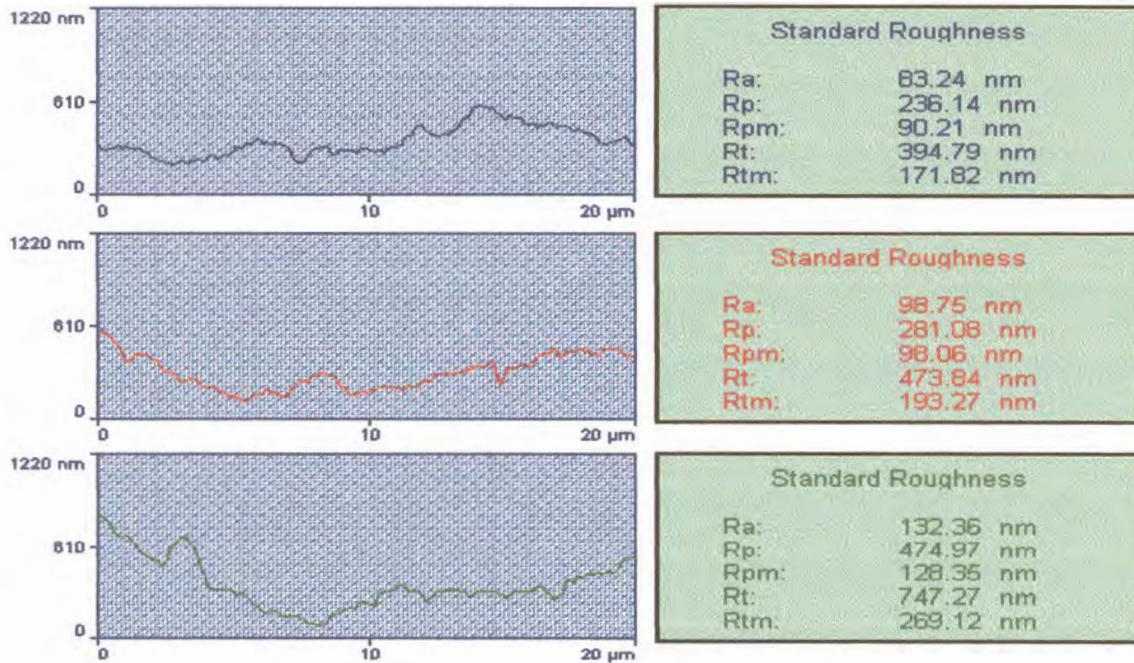 1220 nm
610
0
0 10 20 µm
Standard Roughness
Ra: 83.24 nm
Rp: 236.14 nm
Rpm: 90.21 nm
Rt: 394.79 nm
Rtm: 171.82 nm
1220 nm
610
0
0 10 20 µm
Standard Roughness
Ra: 98.75 nm
Rp: 281.08 nm
Rpm: 98.06 nm
Rt: 473.84 nm
Rtm: 193.27 nm
1220 nm
610
0
0 10 20 µm
Standard Roughness
Ra: 132.36 nm
Rp: 474.97 nm
Rpm: 128.35 nm
Rt: 747.27 nm
Rtm: 269.12 nm